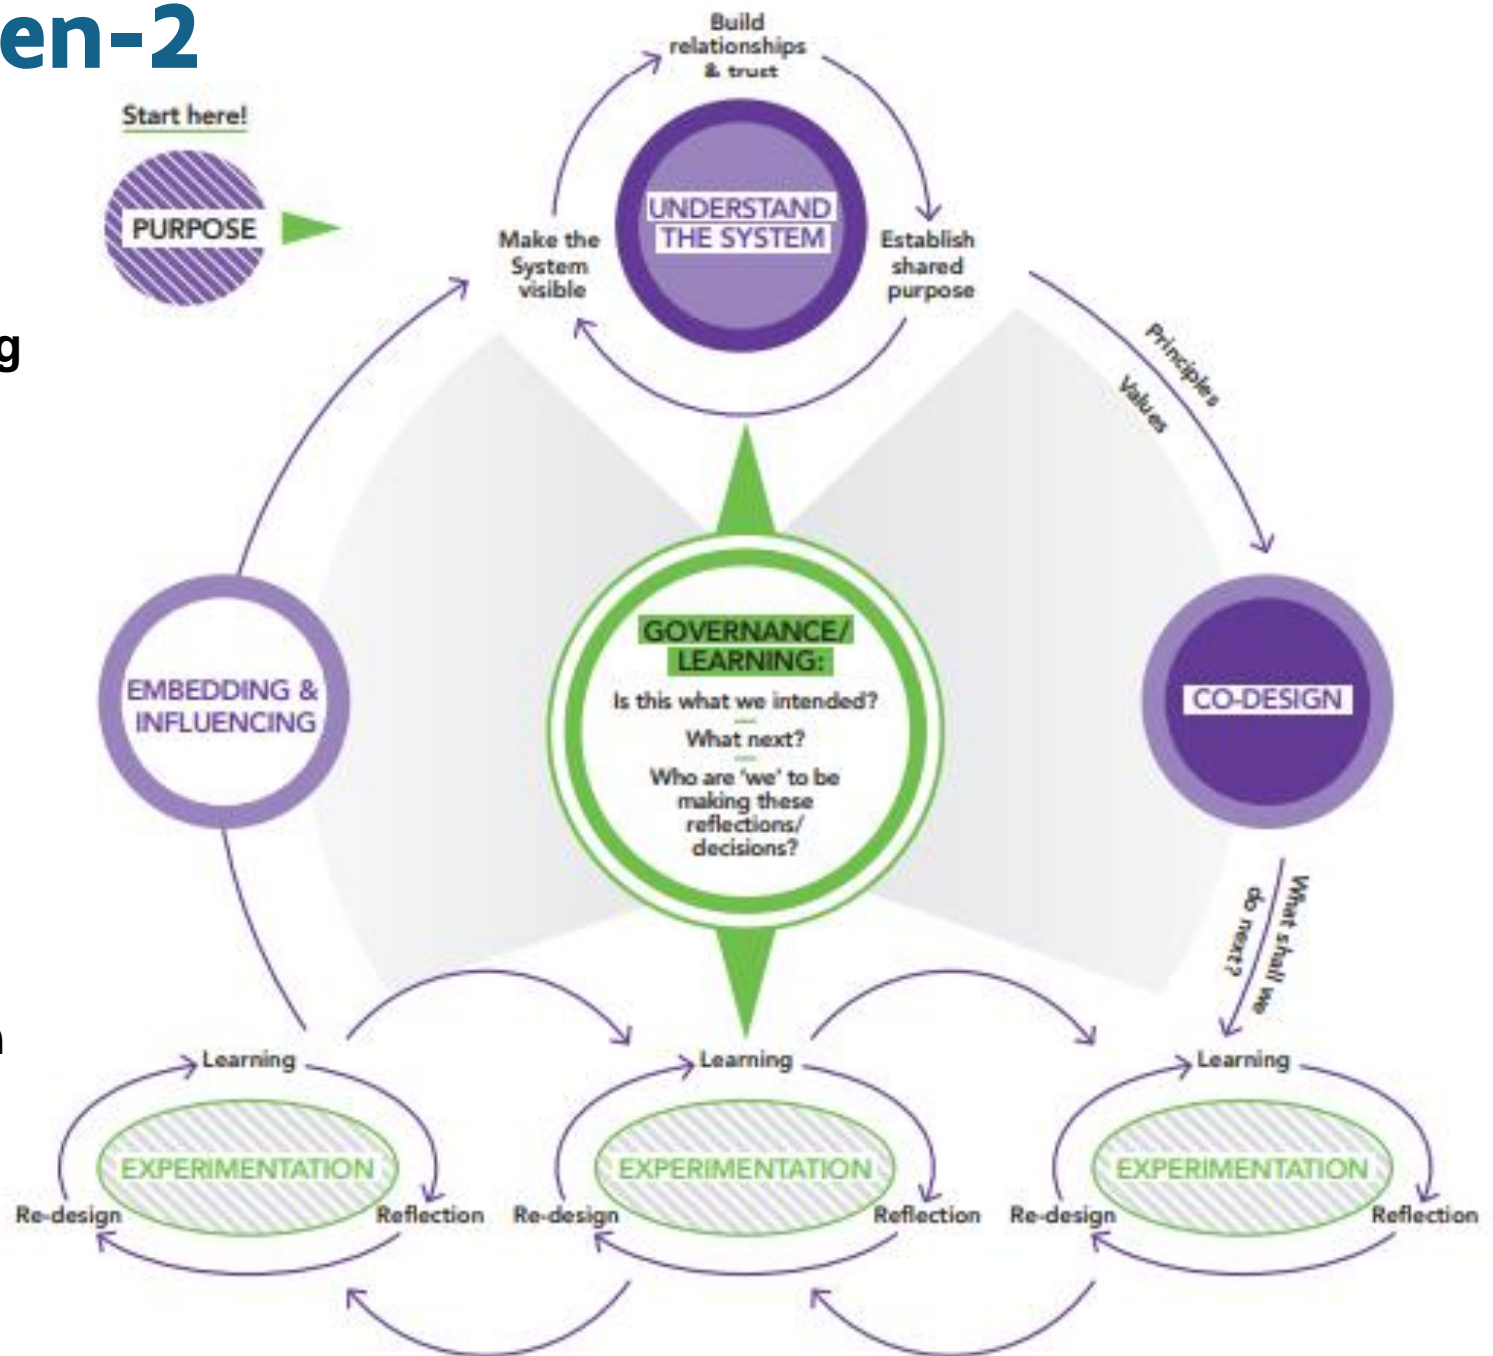 en-2
Start here!
PURPOSE
Build
relationships
& trust
UNDERSTAND
THE SYSTEM
Make the
System
visible
Establish
shared
purpose
g
Principles
Values
GOVERNANCE/
LEARNING:
Is this what we intended?
What next?
Who are 'we' to be
making these
reflections/
decisions?
EMBEDDING &
INFLUENCING
CO-DESIGN
What shall we
do next?
Learning
EXPERIMENTATION
Re-design
Reflection
Learning
EXPERIMENTATION
Re-design
Reflection
Learning
EXPERIMENTATION
Re-design
Reflection